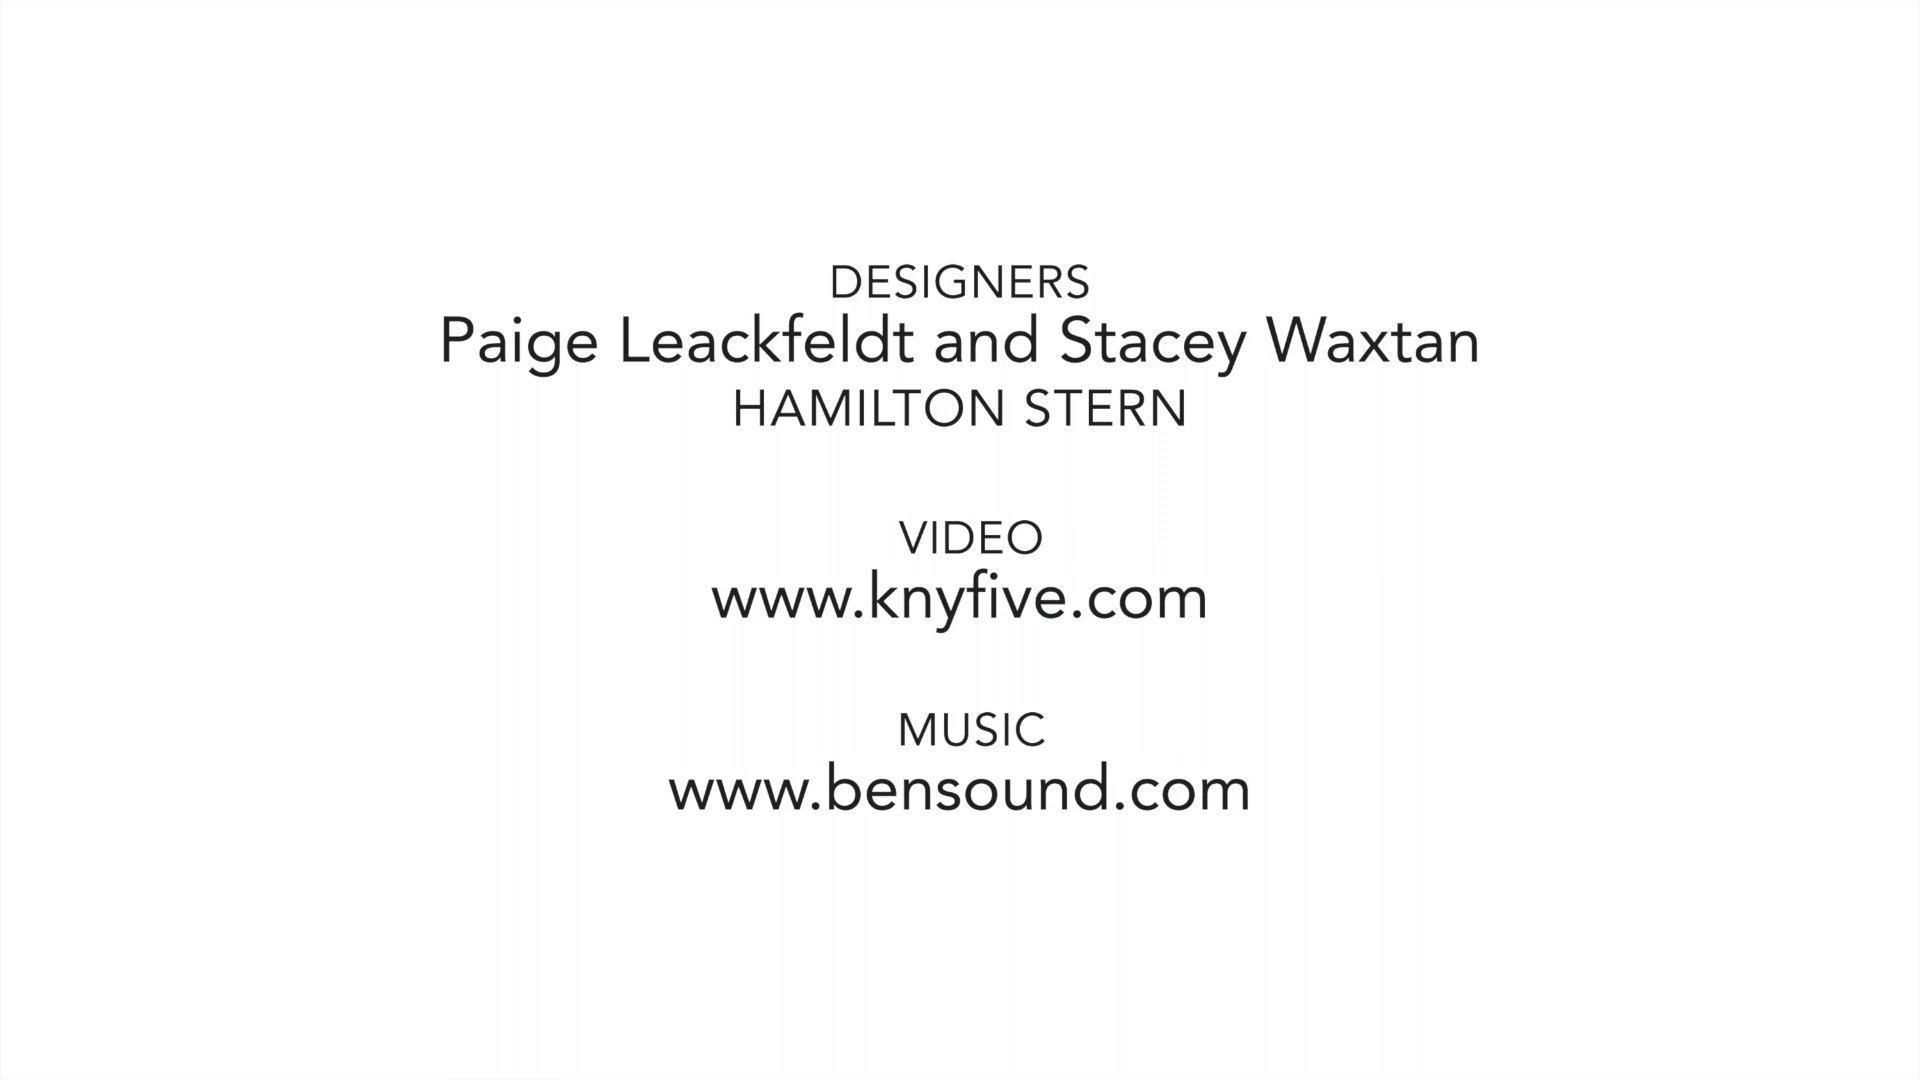 DESIGNERS
Paige Leackfeldt and Stacey Waxtan
HAMILTON STERN
VIDEO
www.knyfive.com
MUSIC
www.bensound.com